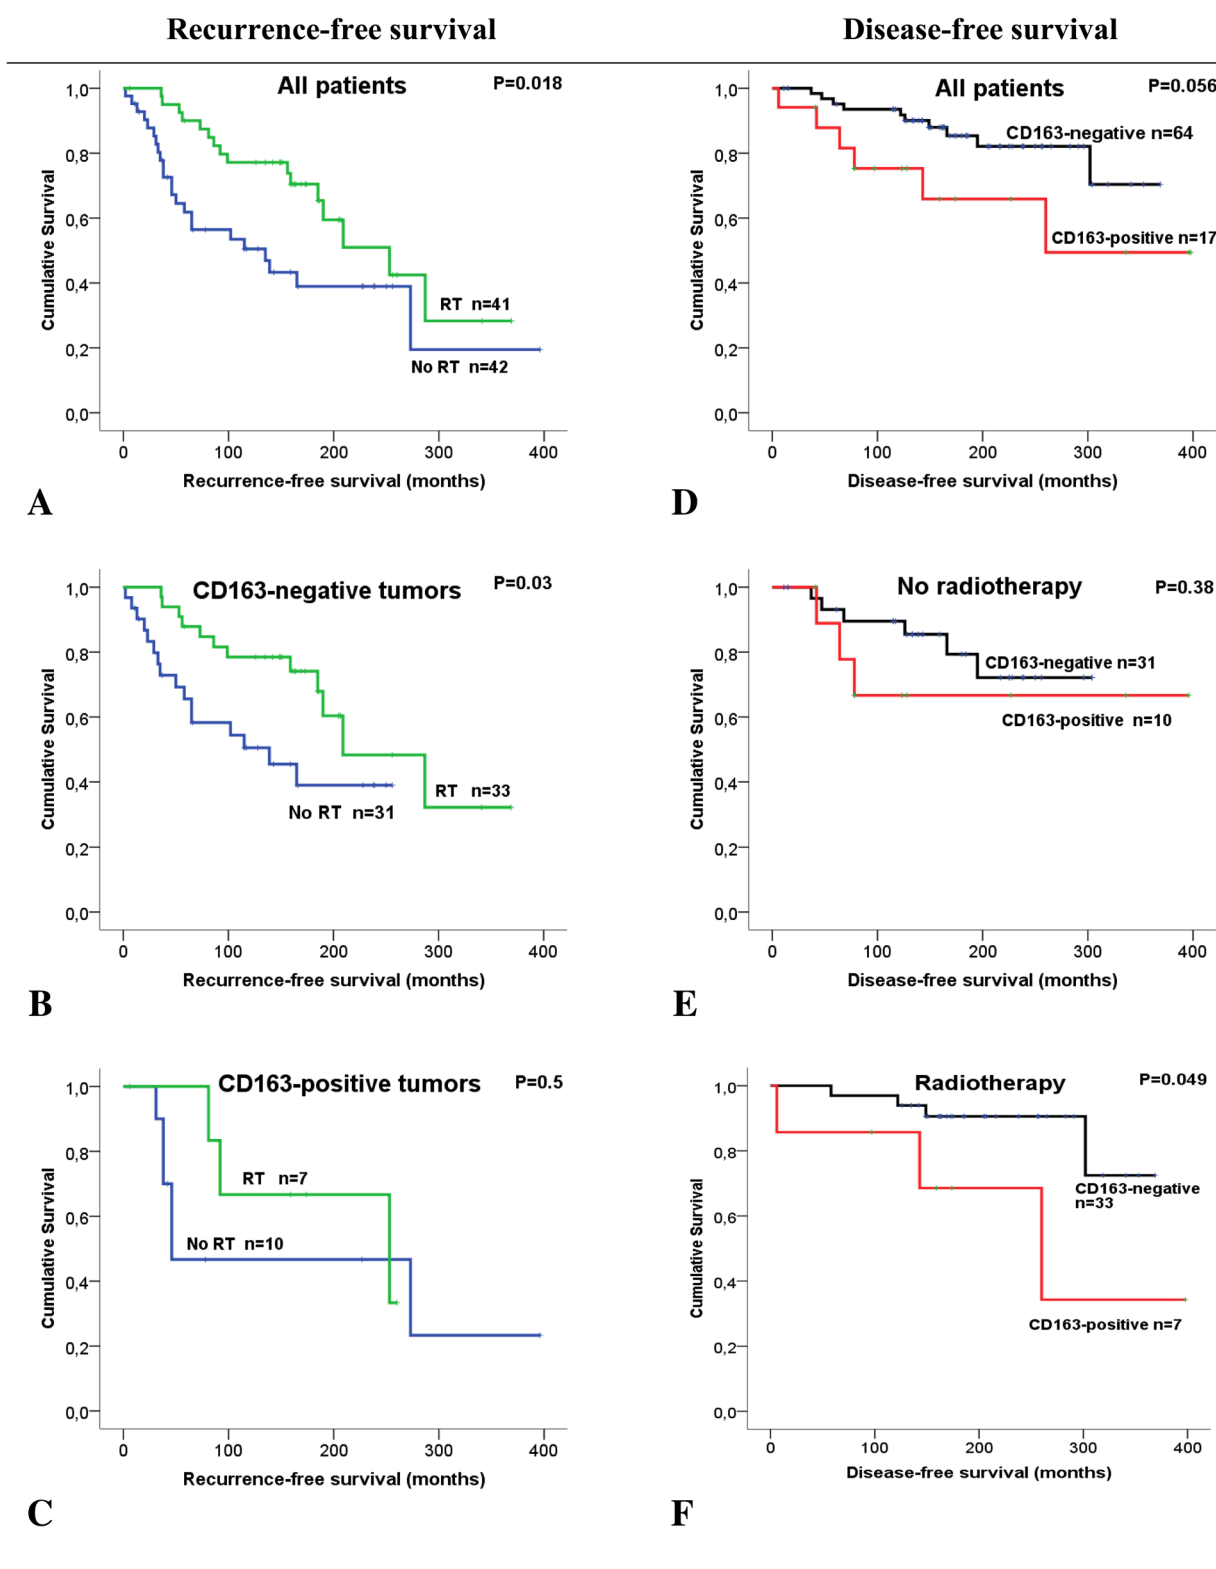 Recurrence-free survival
Disease-free survival
All patients
P=0.018
1,0
0,8
0,6
0,4
0,2
0,0
Cumulative Survival
RT n=41
No RT n=42
0 100 200 300 400
Recurrence-free survival (months)
A
All patients
P=0.056
1,0
0,8
0,6
0,4
0,2
0,0
Cumulative Survival
CD163-negative n=64
CD163-positive n=17
0 100 200 300 400
Disease-free survival (months)
D
CD163-negative tumors
P=0.03
1,0
0,8
0,6
0,4
0,2
0,0
Cumulative Survival
RT n=33
No RT n=31
0 100 200 300 400
Recurrence-free survival (months)
B
No radiotherapy
P=0.38
1,0
0,8
0,6
0,4
0,2
0,0
Cumulative Survival
CD163-negative n=31
CD163-positive n=10
0 100 200 300 400
Disease-free survival (months)
E
CD163-positive tumors
P=0.5
1,0
0,8
0,6
0,4
0,2
0,0
Cumulative Survival
RT n=7
No RT n=10
0 100 200 300 400
Recurrence-free survival (months)
C
Radiotherapy
P=0.049
1,0
0,8
0,6
0,4
0,2
0,0
Cumulative Survival
CD163-negative
n=33
CD163-positive n=7
0 100 200 300 400
Disease-free survival (months)
F